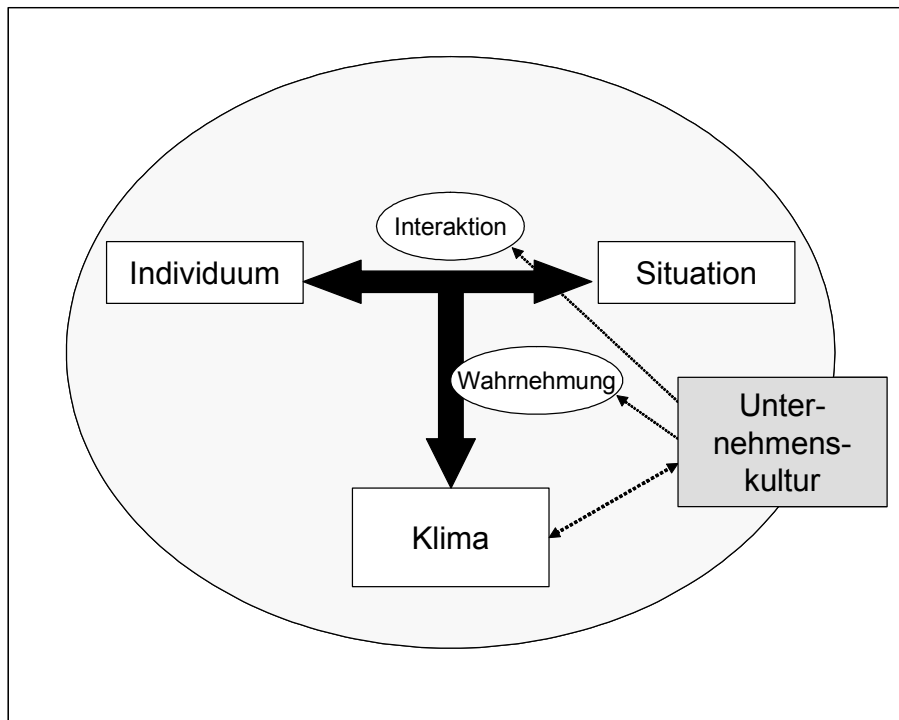 Interaktion
Individuum
Situation
Wahrnehmung
Unter-
nehmens-
kultur
Klima